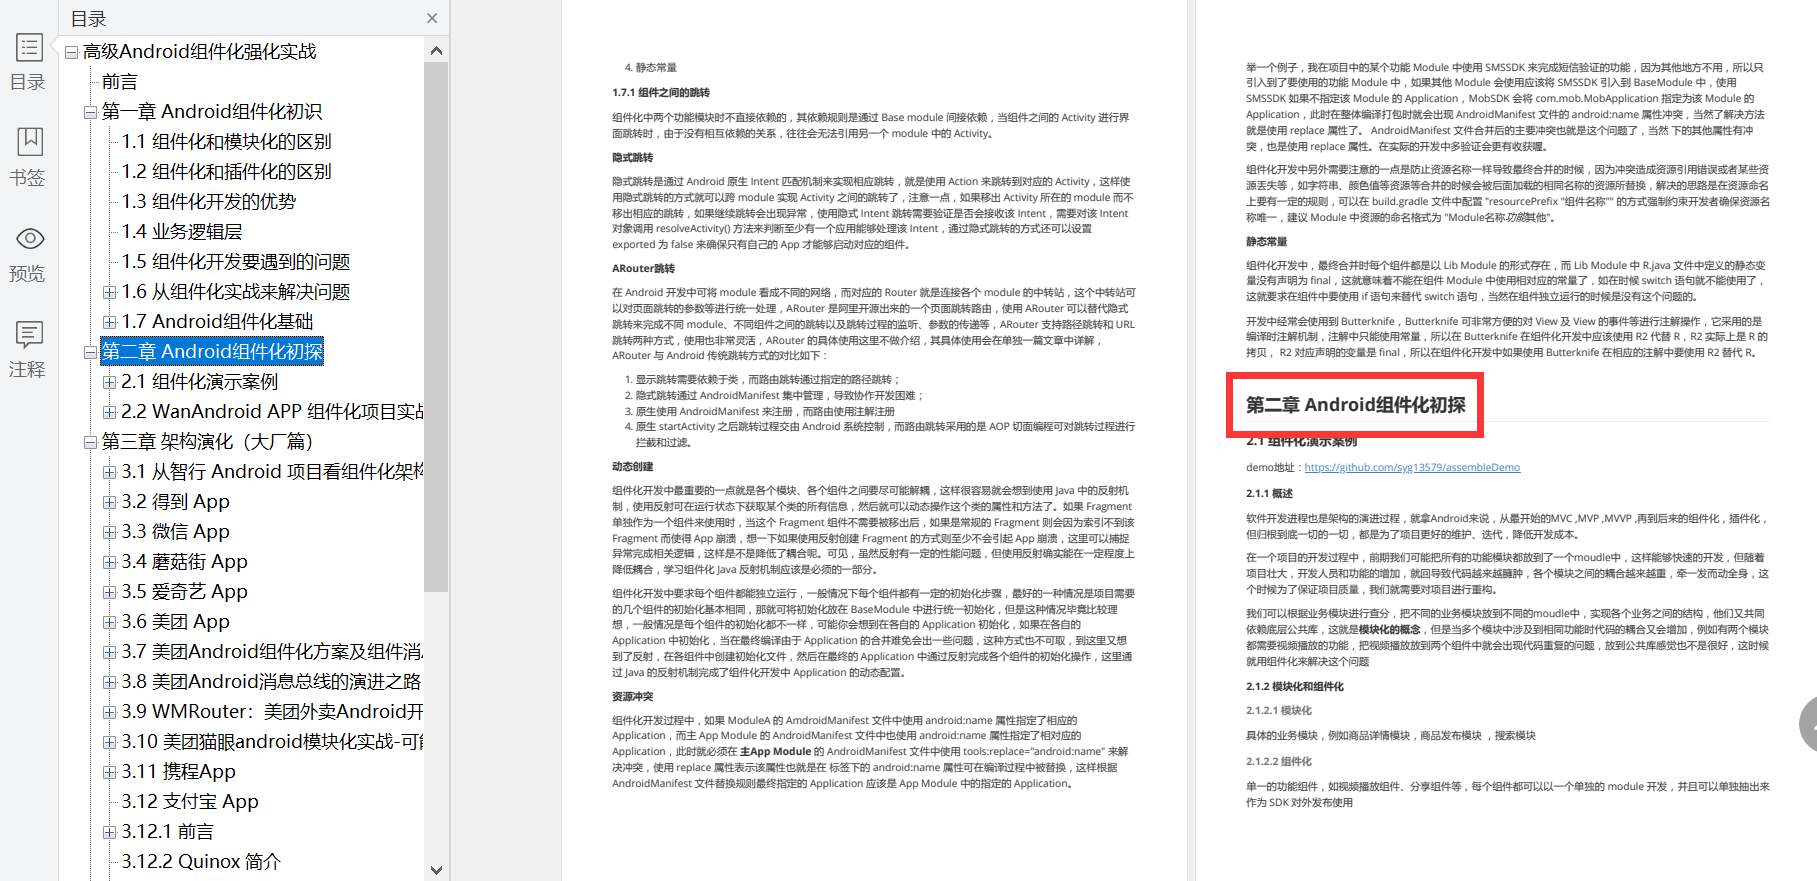 目录
目录
书签
预览
注释
高级Android组件化强化实战
前言
第一章 Android组件化初识
1.1 组件化和模块化的区别
1.2 组件化和插件化的区别
1.3 组件化开发的优势
1.4 业务逻辑层
1.5 组件化开发要遇到的问题
1.6 从组件化实战来解决问题
1.7 Android组件化基础
第二章 Android组件化初探
2.1 组件化演示案例
2.2 WanAndroid APP 组件化项目实战
第三章 架构演化（大厂篇）
3.1 从智行 Android 项目看组件化架构
3.2 得到 App
3.3 微信 App
3.4 蘑菇街 App
3.5 爱奇艺 App
3.6 美团 App
3.7 美团Android组件化方案及组件消
3.8 美团Android消息总线的演进之路
3.9 WMRouter：美团外卖Android开
3.10 美团猫眼android模块化实战-可能
3.11 携程App
3.12 支付宝 App
3.12.1 前言
3.12.2 Quinox 简介
4. 静态常量
1.7.1 组件之间的跳转
组件化中两个功能模块时不直接依赖的，其依赖规则是通过 Base module 间接依赖，当组件之间的 Activity 进行界
面跳转时，由于没有相互依赖的关系，往往会无法引用另一个 module 中的 Activity。
隐式跳转
隐式跳转是通过 Android 原生 Intent 匹配机制来实现相应跳转，就是使用 Action 来跳转到对应的 Activity，这样使
用隐式跳转的方式就可以跨 module 实现 Activity 之间的跳转了，注意一点，如果移出 Activity 所在的 module 而不
移出相应的跳转，如果继续跳转会出现异常，使用隐式 Intent 跳转需要验证是否会接收该 Intent，需要对该 Intent
对象调用 resolveActivity() 方法来判断至少有一个应用能够处理该 Intent，通过隐式跳转的方式还可以设置
exported 为 false 来确保只有自己的 App 才能够启动对应的组件。
ARouter跳转
在 Android 开发中可将 module 看成不同的网络，而对应的 Router 就是连接各个 module 的中转站，这个中转站可
以对页面跳转的参数等进行统一处理，ARouter 是阿里开源出来的一个页面跳转路由，使用 ARouter 可以替代隐式
跳转来完成不同 module、不同组件之间的跳转以及跳转过程的监听、参数的传递等，ARouter 支持路径跳转和 URL
跳转两种方式，使用也非常灵活，ARouter 的具体使用这里不做介绍，其具体使用会在单独一篇文章中详解，
ARouter 与 Android 传统跳转方式的对比如下：
1. 显示跳转需要依赖于类，而路由跳转通过指定的路径跳转；
2. 隐式跳转通过 AndroidManifest 集中管理，导致协作开发困难；
3. 原生使用 AndroidManifest 来注册，而路由使用注解注册
4. 原生 startActivity 之后跳转过程交由 Android 系统控制，而路由跳转采用的是 AOP 切面编程可对跳转过程进行
拦截和过滤。
动态创建
组件化开发中最重要的一点就是各个模块、各个组件之间要尽可能解耦，这样很容易就会想到使用 Java 中的反射机
制，使用反射可在运行状态下获取某个类的所有信息，然后就可以动态操作这个类的属性和方法了。如果 Fragment
单独作为一个组件来使用时，当这个 Fragment 组件不需要被移出后，如果是常规的 Fragment 则会因为索引不到该
Fragment 而使得 App 崩溃，想一下如果使用反射创建 Fragment 的方式则至少不会引起 App 崩溃，这里可以捕捉
异常完成相关逻辑，这样是不是降低了耦合呢。可见，虽然反射有一定的性能问题，但使用反射确实能在一定程度上
降低耦合，学习组件化 Java 反射机制应该是必须的一部分。
组件化开发中要求每个组件都能独立运行，一般情况下每个组件都有一定的初始化步骤，最好的一种情况是项目需要
的几个组件的初始化基本相同，那就可将初始化放在 BaseModule 中进行统一初始化，但是这种情况毕竟比较理
想，一般情况是每个组件的初始化都不一样，可能你会想到在各自的 Application 初始化，如果在各自的
Application 中初始化，当在最终编译由于 Application 的合并难免会出一些问题，这种方式也不可取，到这里又想
到了反射，在各组件中创建初始化文件，然后在最终的 Application 中通过反射完成各个组件的初始化操作，这里通
过 Java 的反射机制完成了组件化开发中 Application 的动态配置。
资源冲突
组件化开发过程中，如果 ModuleA 的 AmdroidManifest 文件中使用 android:name 属性指定了相应的
Application，而主 App Module 的 AndroidManifest 文件中也使用 android:name 属性指定了相对应的
Application，此时就必须在 主App Module 的 AndroidManifest 文件中使用 tools:replace="android:name" 来解
决冲突，使用 replace 属性表示该属性也就是在 标签下的 android:name 属性可在编译过程中被替换，这样根据
AndroidManifest 文件替换规则最终指定的 Application 应该是 App Module 中的指定的 Application。
举一个例子，我在项目中的某个功能 Module 中使用 SMSSDK 来完成短信验证的功能，因为其他地方不用，所以只
引入到了要使用的功能 Module 中，如果其他 Module 会使用应该将 SMSSDK 引入到 BaseModule 中，使用
SMSSDK 如果不指定该 Module 的 Application，MobSDK 会将 com.mob.MobApplication 指定为该 Module 的
Application，此时在整体编译打包时就会出现 AndroidManifest 文件的 android:name 属性冲突，当然了解决方法
就是使用 replace 属性了。 AndroidManifest 文件合并后的主要冲突也就是这个问题了，当然 下的其他属性有冲
突，也是使用 replace 属性。在实际的开发中多验证会更有收获喔。
组件化开发中另外需要注意的一点是防止资源名称一样导致最终合并的时候，因为冲突造成资源引用错误或者某些资
源丢失等，如字符串、颜色值等资源等合并的时候会被后面加载的相同名称的资源所替换，解决的思路是在资源命名
上要有一定的规则，可以在 build.gradle 文件中配置 "resourcePrefix "组件名称"" 的方式强制约束开发者确保资源名
称唯一，建议 Module 中资源的命名格式为 "Module名称功能其他"。
静态常量
组件化开发中，最终合并时每个组件都是以 Lib Module 的形式存在，而 Lib Module 中 R.java 文件中定义的静态变
量没有声明为 final，这就意味着不能在组件 Module 中使用相对应的常量了，如在时候 switch 语句就不能使用了，
这就要求在组件中要使用 if 语句来替代 switch 语句，当然在组件独立运行的时候是没有这个问题的。
开发中经常会使用到 Butterknife，Butterknife 可非常方便的对 View 及 View 的事件等进行注解操作，它采用的是
编译时注解机制，注解中只能使用常量，所以在 Butterknife 在组件化开发中应该使用 R2 代替 R，R2 实际上是 R 的
拷贝， R2 对应声明的变量是 final，所以在组件化开发中如果使用 Butterknife 在相应的注解中要使用 R2 替代 R。
第二章 Android组件化初探
2.1 组件化演示案例
demo地址：https://github.com/syg13579/assembleDemo
2.1.1 概述
软件开发进程也是架构的演进过程，就拿Android来说，从最开始的MVC ,MVP ,MVVP ,再到后来的组件化，插件化，
但归根到底一切的一切，都是为了项目更好的维护、迭代，降低开发成本。
在一个项目的开发过程中，前期我们可能把所有的功能模块都放到了一个moudle中，这样能够快速的开发，但随着
项目壮大，开发人员和功能的增加，就回导致代码越来越臃肿，各个模块之间的耦合越来越重，牵一发而动全身，这
个时候为了保证项目质量，我们就需要对项目进行重构。
我们可以根据业务模块进行直分，把不同的业务模块放到不同的moudle中，实现各个业务之间的结构，他们又共同
依赖底层公共库，这就是模块化的概念，但是当多个模块中涉及到相同功能时代码的耦合又会增加，例如有两个模块
都需要视频播放的功能，把视频播放放到两个组件中就会出现代码重复的问题，放到公共库感觉也不是很好，这时候
就用组件化来解决这个问题
2.1.2 模块化和组件化
2.1.2.1 模块化
具体的业务模块，例如商品详情模块，商品发布模块 ，搜索模块
2.1.2.2 组件化
单一的功能组件，如视频播放组件、分享组件等，每个组件都可以以一个单独的 module 开发，并且可以单独抽出来
作为 SDK 对外发布使用